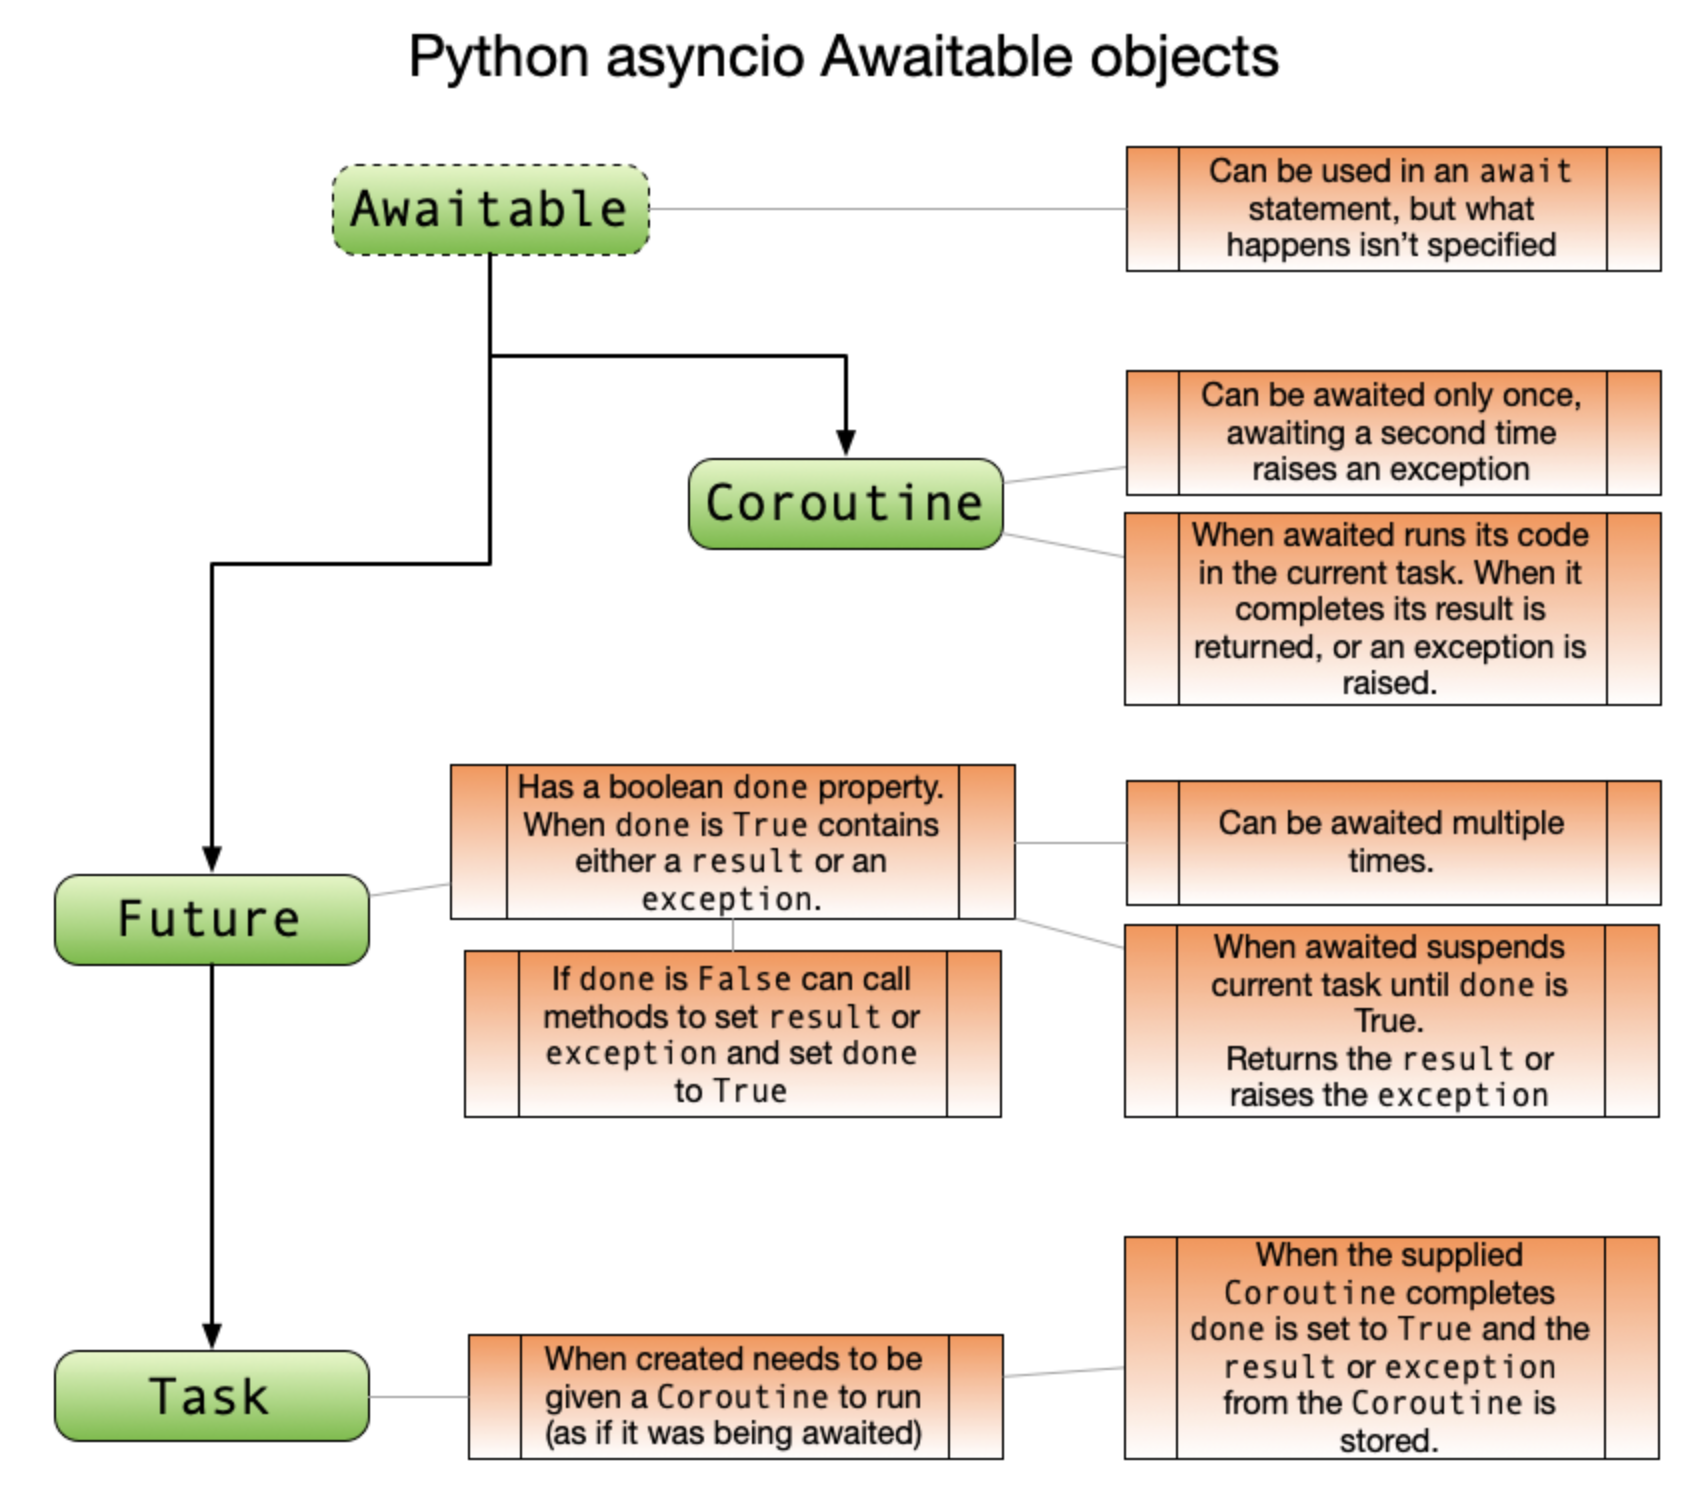 Python asyncio Awaitable objects
Awaitable
Can be used in an await
statement, but what
happens isn’t specified
Coroutine
Can be awaited only once,
awaiting a second time
raises an exception
When awaited runs its code
in the current task. When it
completes its result is
returned, or an exception is
raised.
Future
Has a boolean done property.
When done is True contains
either a result or an
exception.
If done is False can call
methods to set result or
exception and set done
to True
Can be awaited multiple
times.
When awaited suspends
current task until done is
True.
Returns the result or
raises the exception
Task
When created needs to be
given a Coroutine to run
(as if it was being awaited)
When the supplied
Coroutine completes
done is set to True and the
result or exception
from the Coroutine is
stored.